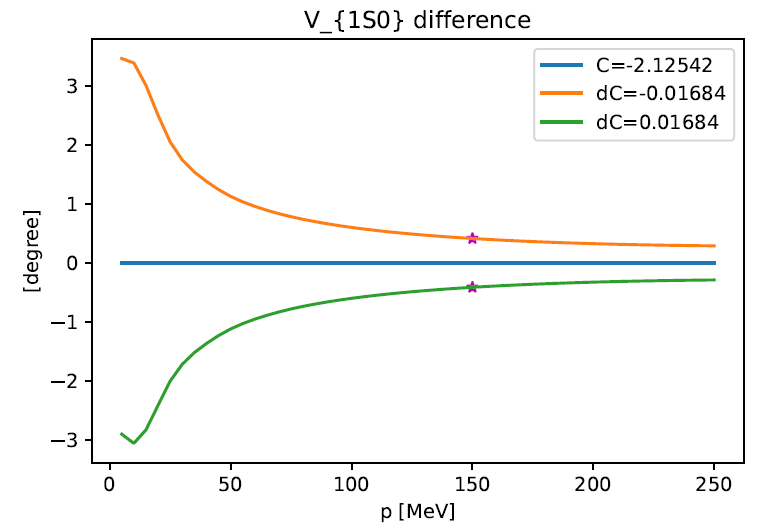 V_{1S0} difference
C=-2.12542
dC=-0.01684
dC=0.01684
3
2
1
0
−1
−2
−3
[degree]
0 50 100 150 200 250
p [MeV]